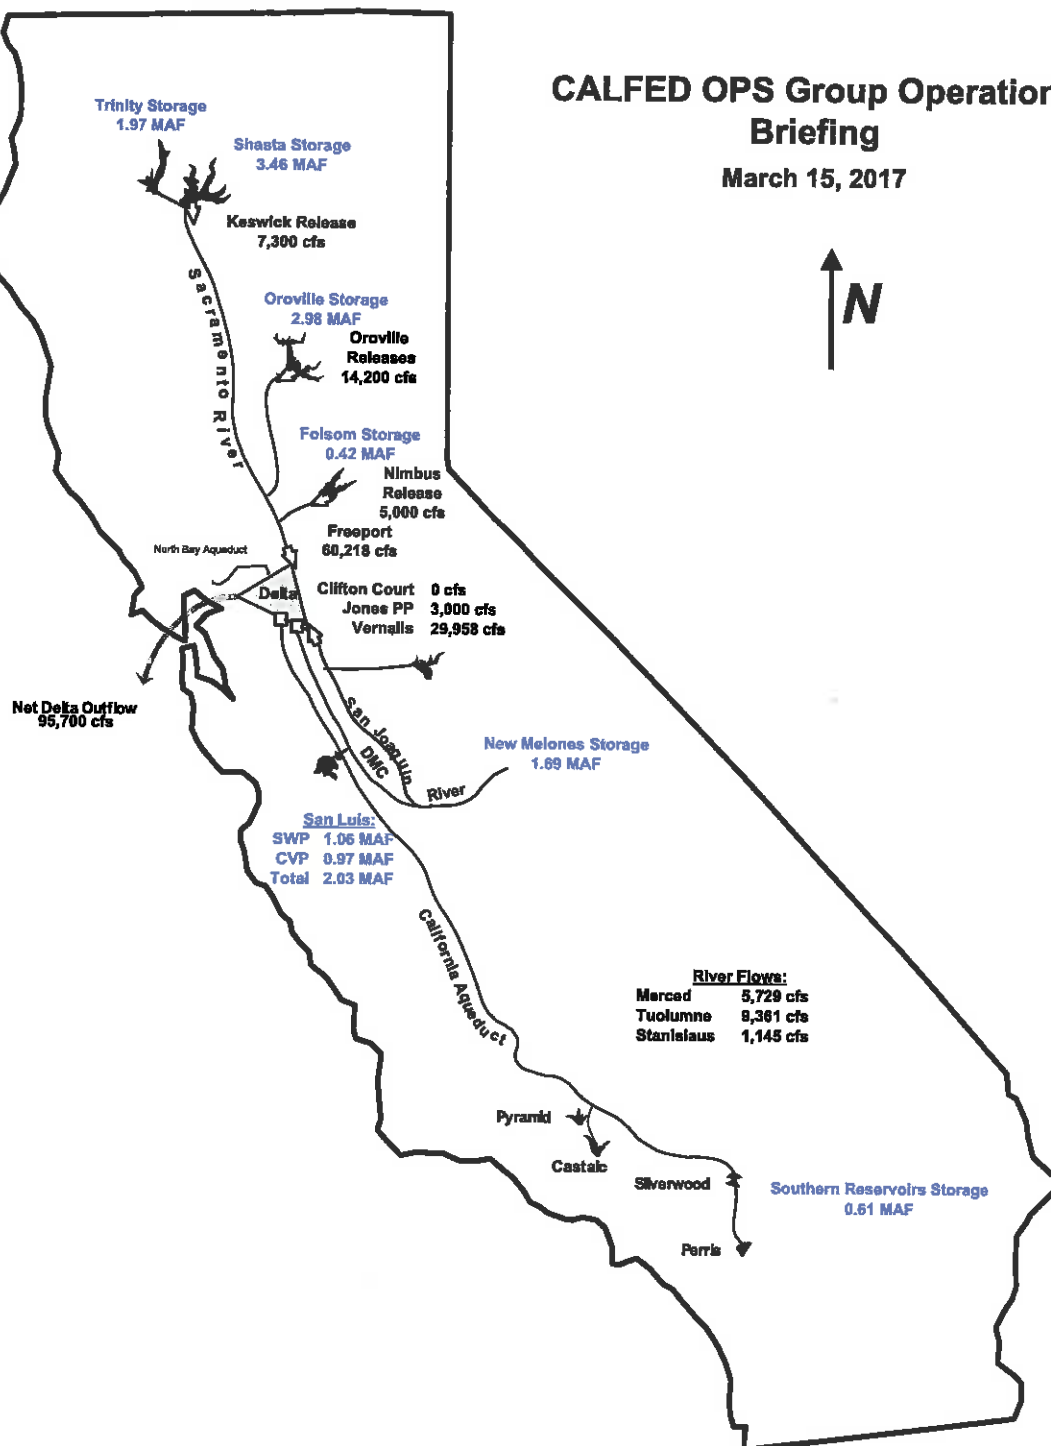 CALFED OPS Group Operation
Briefing
March 15, 2017
N
Trinity Storage
1.97 MAF
Shasta Storage
3.46 MAF
Keswick Release
7,300 cfs
Sacramento River
Oroville Storage
2.98 MAF
Oroville
Releases
14,200 cfs
Folsom Storage
0.42 MAF
Nimbus
Release
5,000 cfs
Freeport
60,218 cfs
North Bay Aqueduct
Delta
Clifton Court 0 cfs
Jones PP 3,000 cfs
Vernalis 29,958 cfs
Net Delta Outflow
95,700 cfs
San Joaquin
River
DMC
New Melones Storage
1.69 MAF
San Luis:
SWP 1.06 MAF
CVP 0.97 MAF
Total 2.03 MAF
California Aqueduct
River Flows:
Merced 5,729 cfs
Tuolumne 9,361 cfs
Stanislaus 1,145 cfs
Pyramid
Castaic
Silverwood
Perris
Southern Reservoirs Storage
0.61 MAF